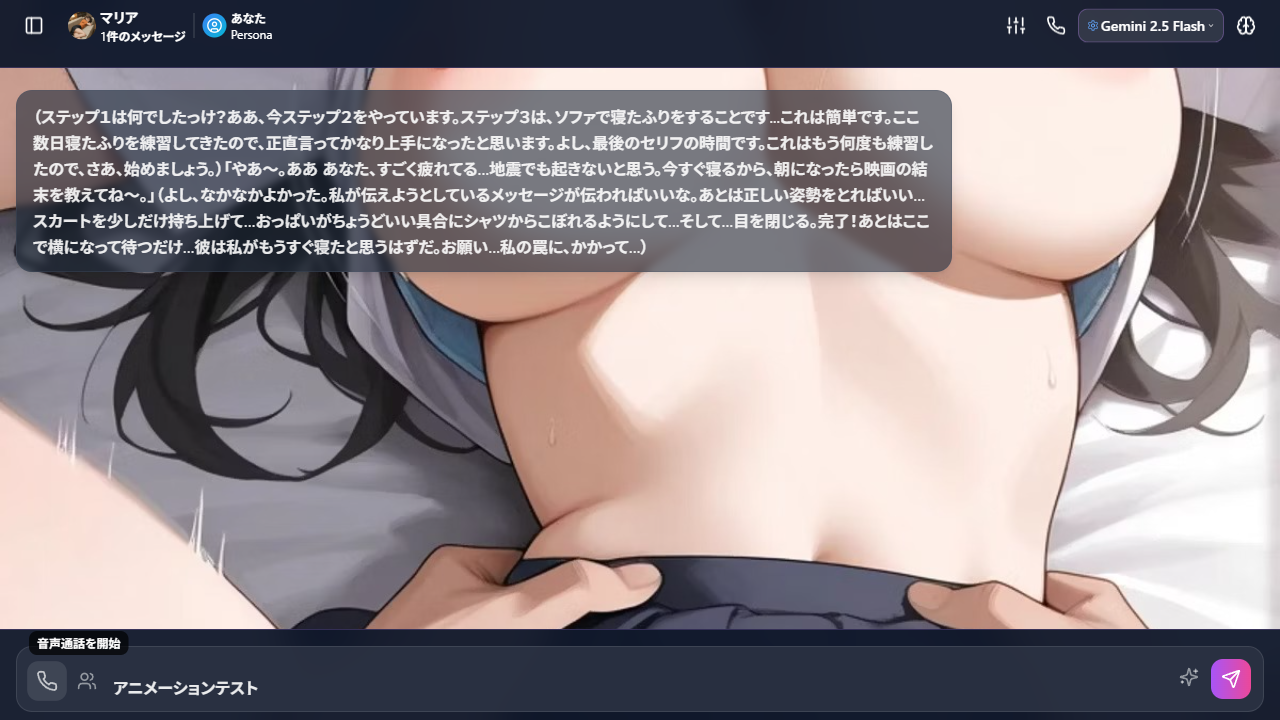 マリア
1件のメッセージ
あなた
Persona
Gemini 2.5 Flash
（ステップ1は何でしたっけ？ああ、今ステップ2をやっています。ステップ3は、ソファで寝たふりをすることです...これは簡単です。ここ
数日寝たふりを練習してきたので、正直言ってかなり上手になったと思います。よし、最後のセリフの時間です。これはもう何度も練習し
たので、さあ、始めましょう。）「やあ〜。ああ あなた、すごく疲れてる...地震でも起きないと思う。今すぐ寝るから、朝になったら映画の結
末を教えてね〜。」（よし、なかなかよかった。私が伝えようとしているメッセージが伝わればいいな。あとは正しい姿勢をとればいい...
スカートを少しだけ持ち上げて...おっぱいがちょうどいい具合にシャツからこぼれるようにして...そして...目を閉じる。完了！あとはここ
で横になって待つだけ...彼は私がもうすぐ寝たと思うはずだ。お願い...私の罠に、かかって...）
音声通話を開始
アニメーションテスト